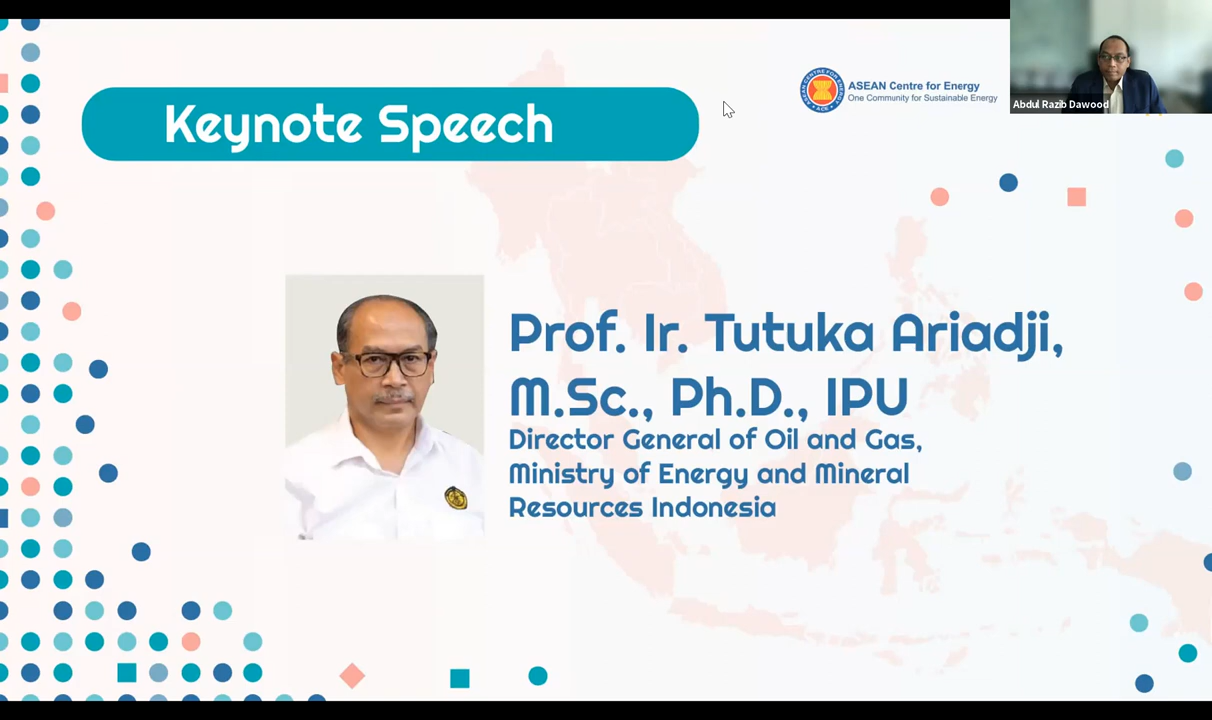 Keynote Speech
ASEAN Centre for Energy
One Community for Sustainable Energy
Abdul Razib Dawood
Prof. Ir. Tutuka Ariadji,
M.Sc., Ph.D., IPU
Director General of Oil and Gas,
Ministry of Energy and Mineral
Resources Indonesia